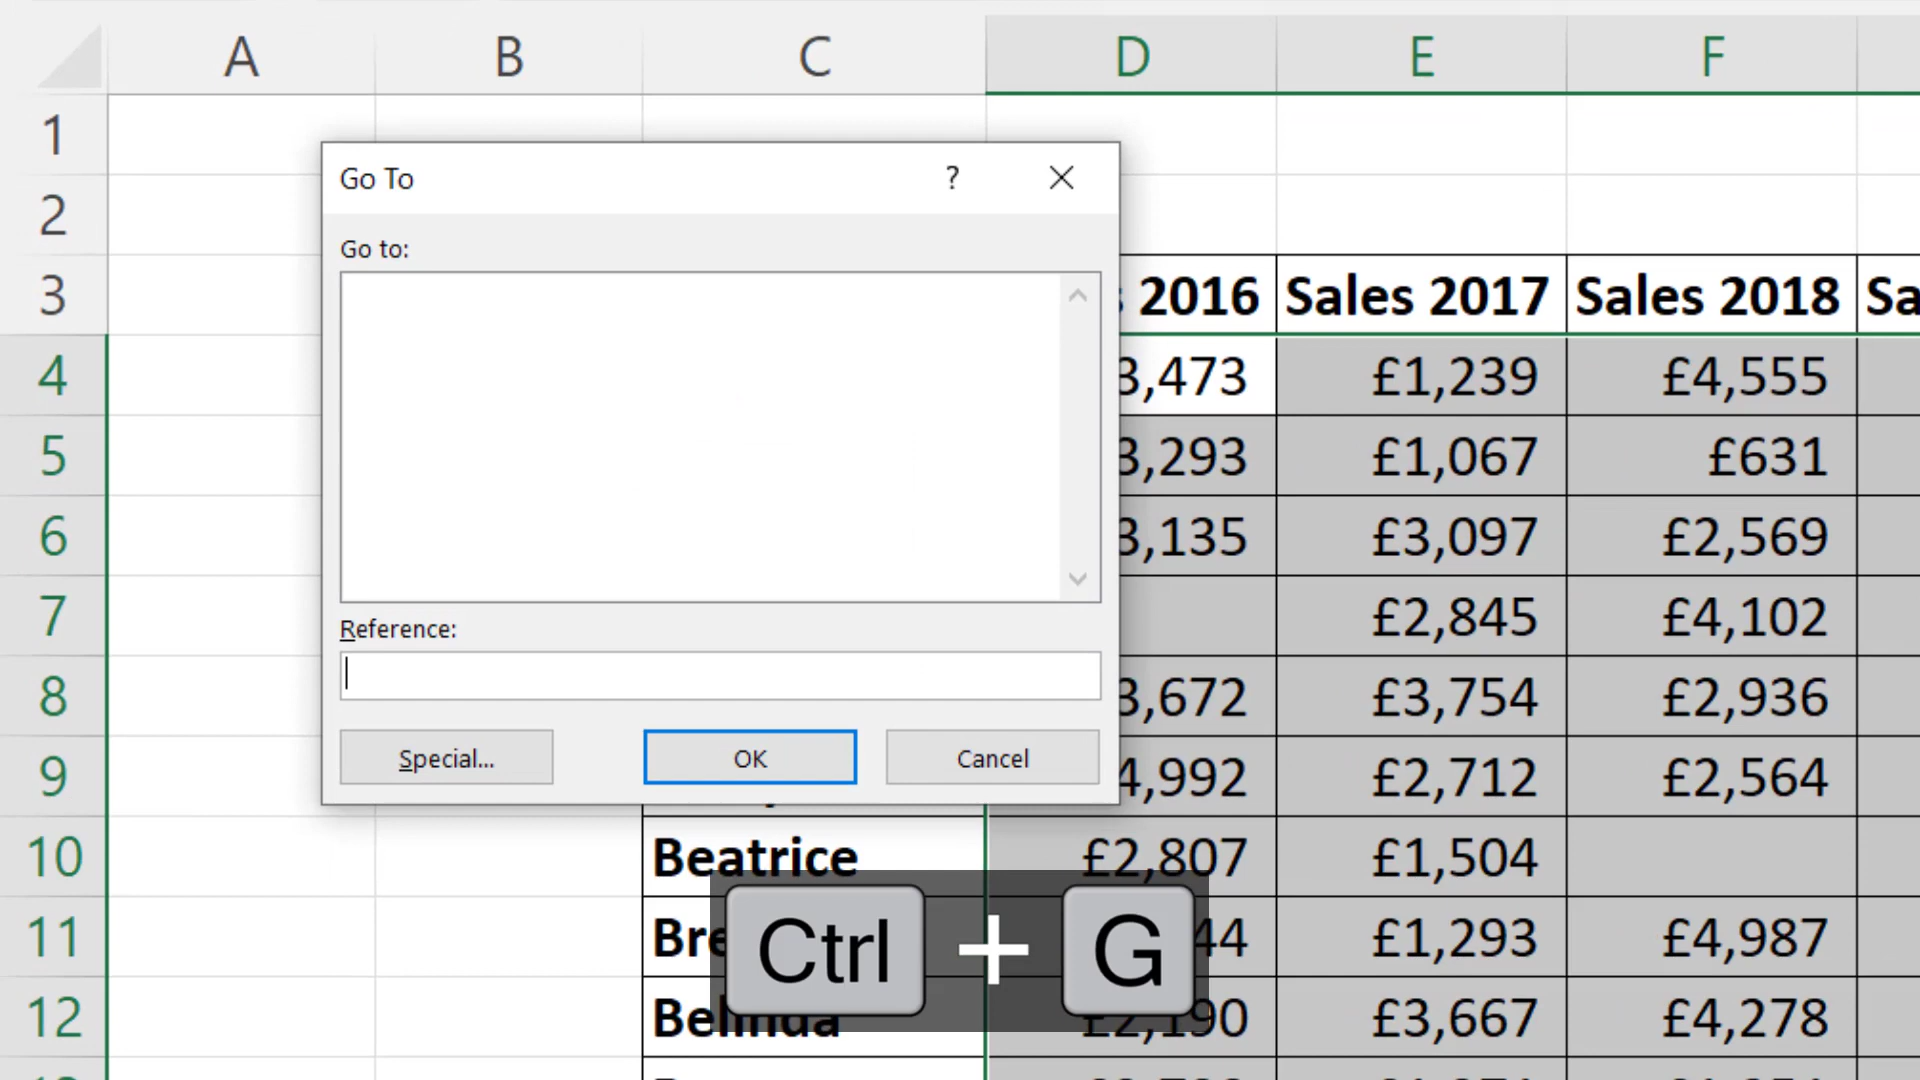 A B C D E F
1
Go To ?
2
Go to:
3 2016 Sales 2017 Sales 2018 Sa
4 3,473 £1,239 £4,555
5 3,293 £1,067 £631
6 3,135 £3,097 £2,569
7 £2,845 £4,102
Reference:
8 3,672 £3,754 £2,936
9 4,992 £2,712 £2,564
Special... OK Cancel
10 Beatrice £2,807 £1,504
11 Bre 44 £1,293 £4,987
Ctrl + G
12 Belinda £2,190 £3,667 £4,278